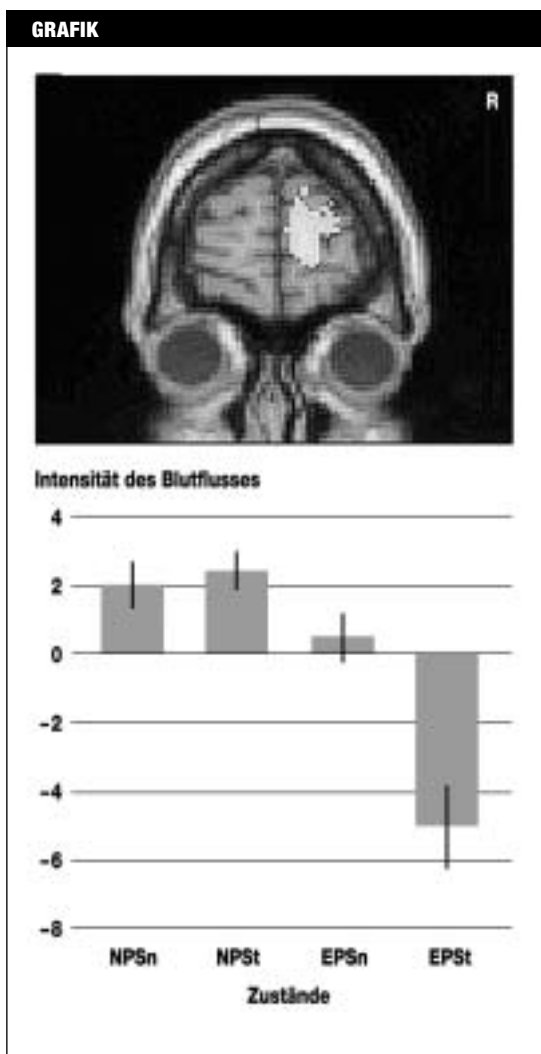 GRAFIK
R
Intensität des Blutflusses
4
2
0
−2
−4
−6
−8
NPSn NPSt EPSn EPSt
Zustände